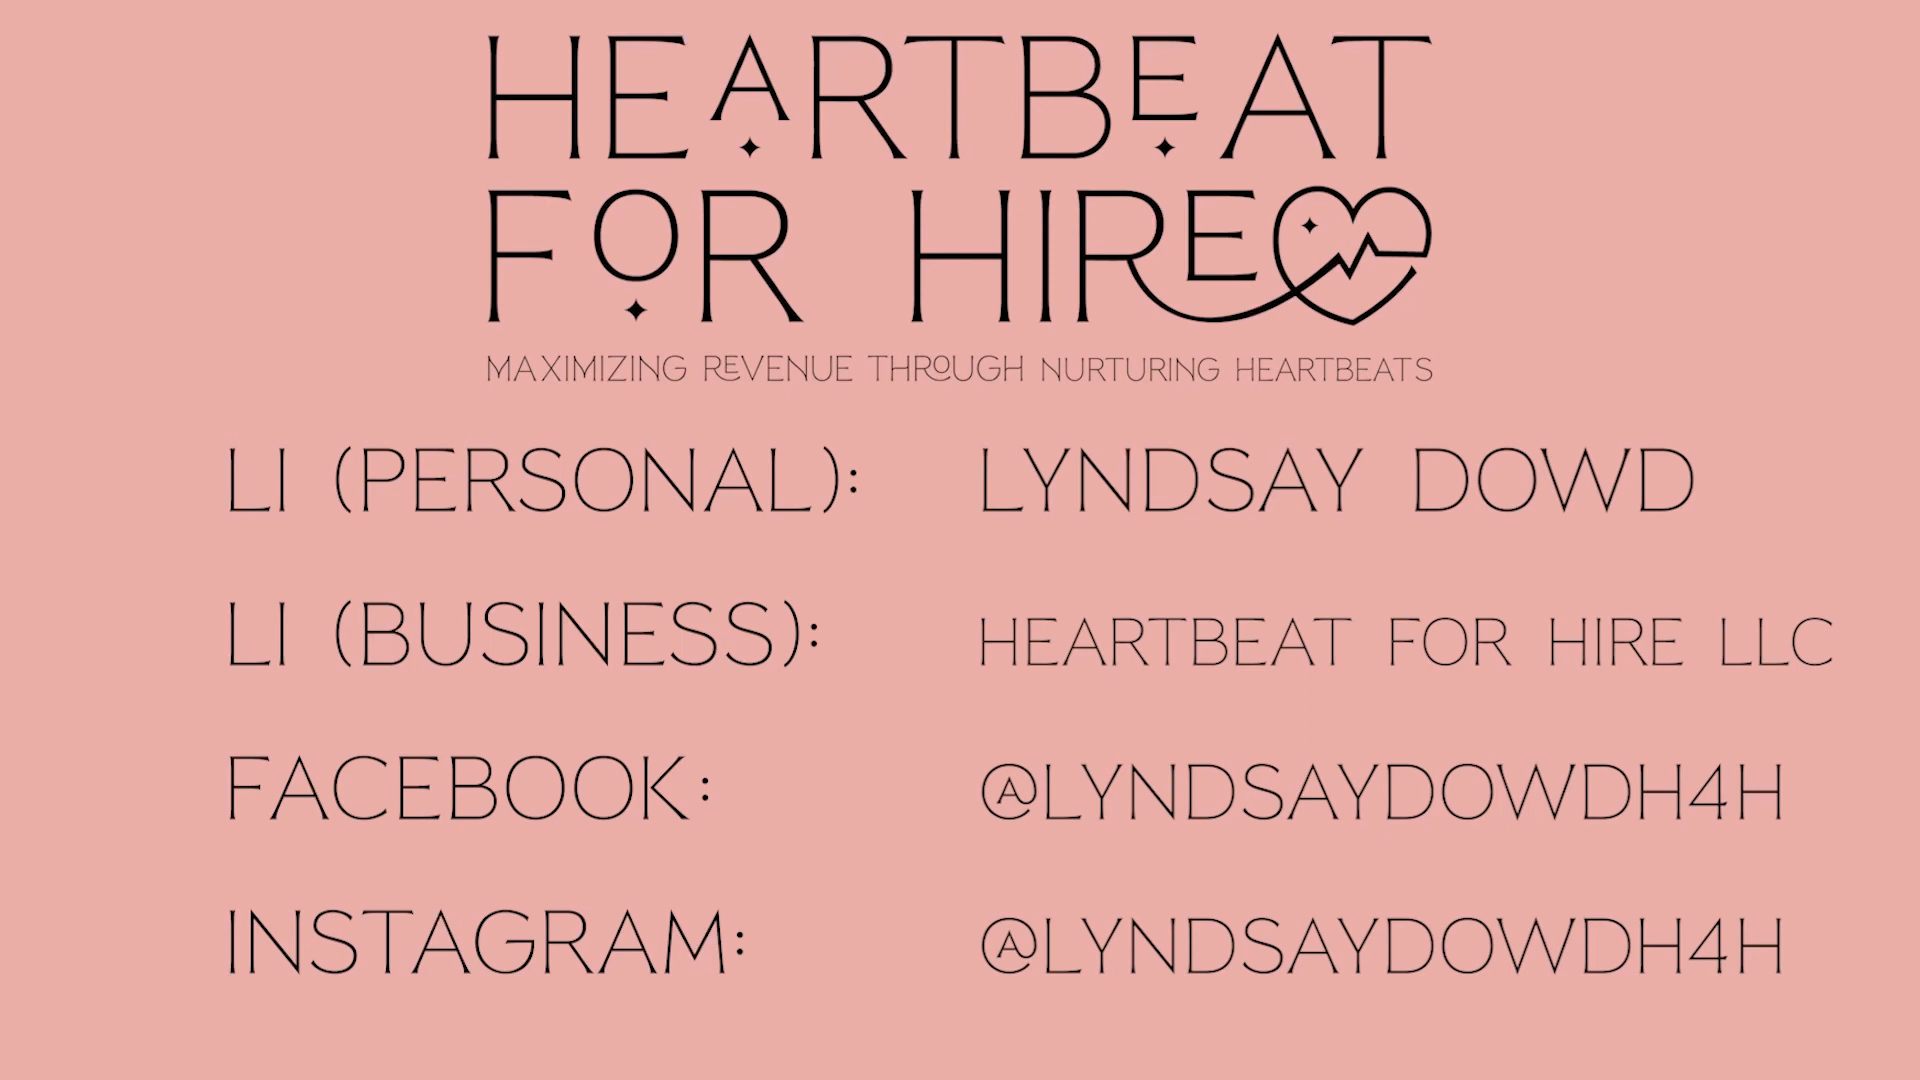 HEARTBEAT
FOR HIRE
MAXIMIZING REVENUE THROUGH NURTURING HEARTBEATS
LI (PERSONAL): LYNDSAY DOWD
LI (BUSINESS): HEARTBEAT FOR HIRE LLC
FACEBOOK: @LYNDSAYDOWDH4H
INSTAGRAM: @LYNDSAYDOWDH4H